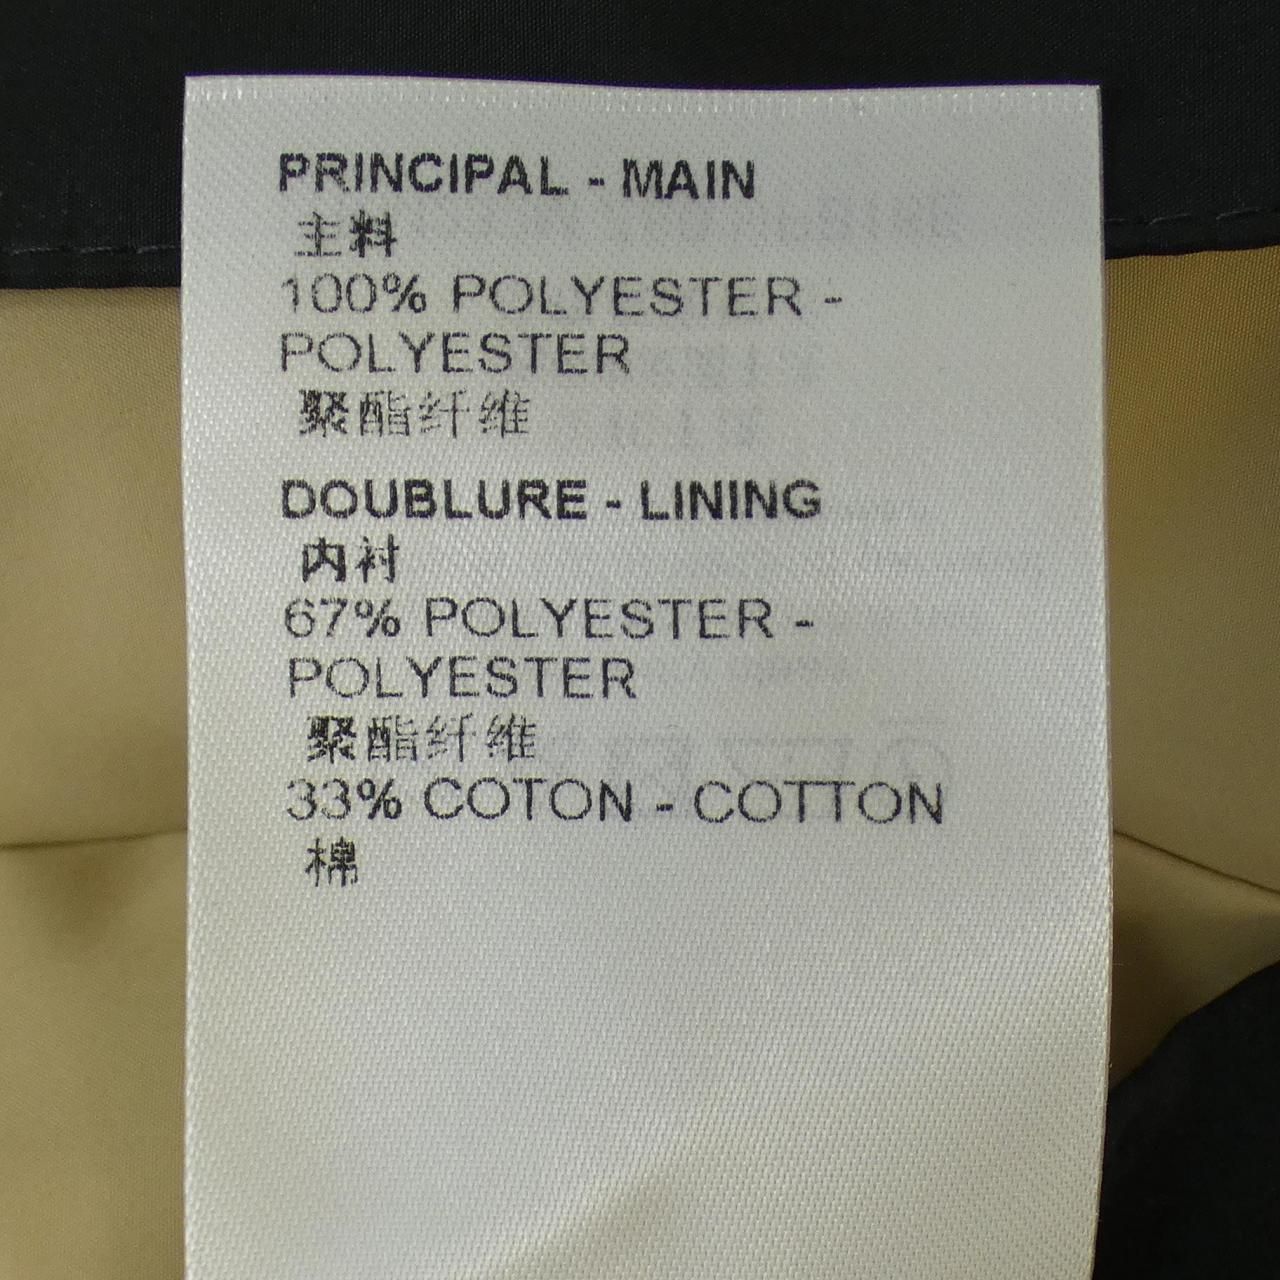 PRINCIPAL - MAIN
主料
100% POLYESTER -
POLYESTER
聚酯纤维
DOUBLURE - LINING
内衬
67% POLYESTER -
POLYESTER
聚酯纤维
33% COTON - COTTON
棉